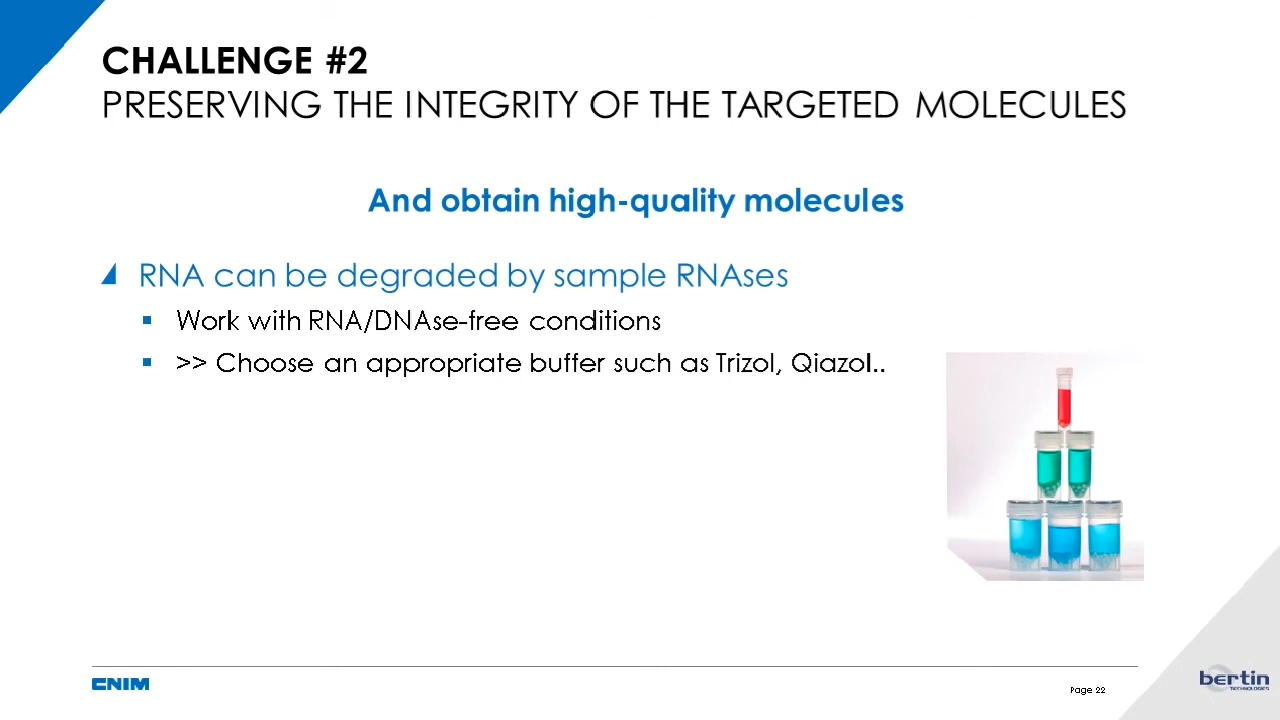 CHALLENGE #2
PRESERVING THE INTEGRITY OF THE TARGETED MOLECULES
And obtain high-quality molecules
RNA can be degraded by sample RNAses
Work with RNA/DNAse-free conditions
>> Choose an appropriate buffer such as Trizol, Qiazol..
CNIM
Page 22
bertin
TECHNOLOGIES